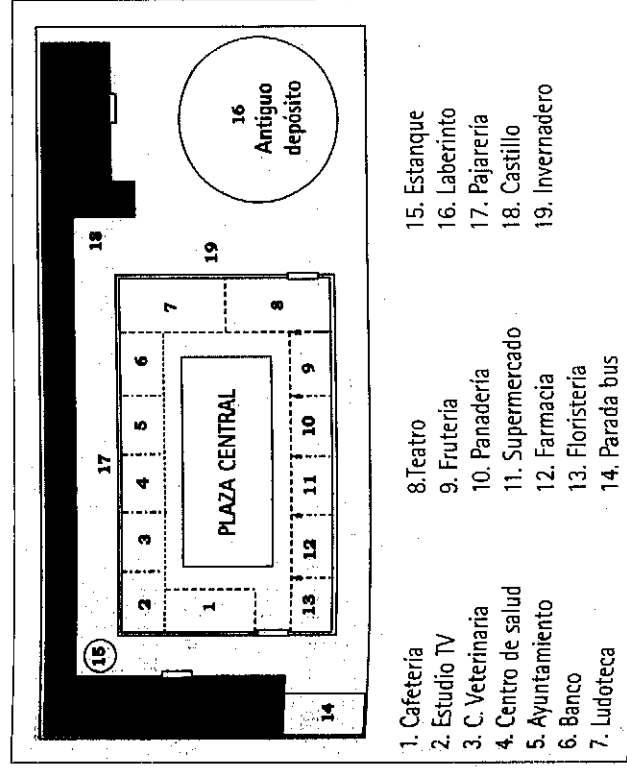 16
Antiguo
depósito
18
19
17
15
2
3
4
5
6
7
1
PLAZA CENTRAL
8
13
12
11
10
9
14
1. Cafetería
2. Estudio TV
3. C. Veterinaria
4. Centro de salud
5. Ayuntamiento
6. Banco
7. Ludoteca
8.Teatro
9. Frutería
10. Panadería
11. Supermercado
12. Farmacia
13. Floristería
14. Parada bus
15. Estanque
16. Laberinto
17. Pajarería
18. Castillo
19. Invernadero